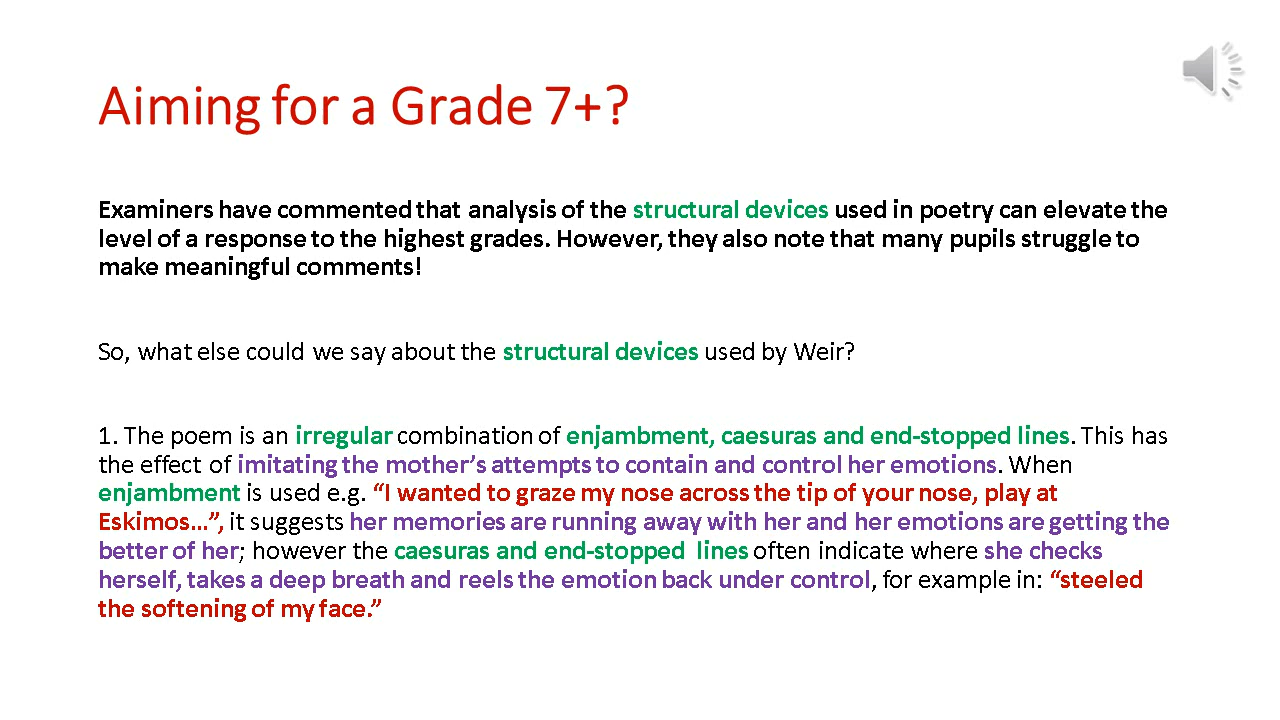 Aiming for a Grade 7+?
Examiners have commented that analysis of the structural devices used in poetry can elevate the
level of a response to the highest grades. However, they also note that many pupils struggle to
make meaningful comments!
So, what else could we say about the structural devices used by Weir?
1. The poem is an irregular combination of enjambment, caesuras and end-stopped lines. This has
the effect of imitating the mother’s attempts to contain and control her emotions. When
enjambment is used e.g. “I wanted to graze my nose across the tip of your nose, play at
Eskimos…”, it suggests her memories are running away with her and her emotions are getting the
better of her; however the caesuras and end-stopped lines often indicate where she checks
herself, takes a deep breath and reels the emotion back under control, for example in: “steeled
the softening of my face.”